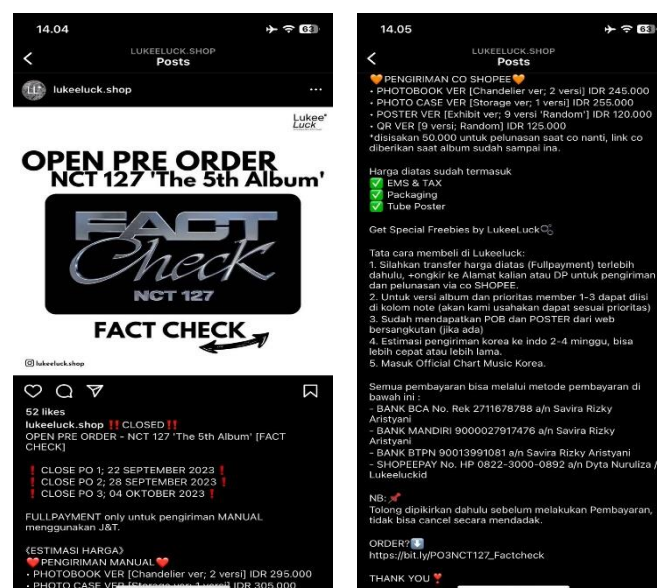 14.04
63
LUKEELUCK.SHOP
Posts
lukeeluck.shop
Lukee
Luck
OPEN PRE ORDER
NCT 127 'The 5th Album'
FACT
Check
NCT 127
FACT CHECK
lukeeluck.shop
52 likes
lukeeluck.shop ‼️CLOSED‼️
OPEN PRE ORDER - NCT 127 'The 5th Album' [FACT
CHECK]
❗ CLOSE PO 1; 22 SEPTEMBER 2023 ❗
❗ CLOSE PO 2; 28 SEPTEMBER 2023 ❗
❗ CLOSE PO 3; 04 OKTOBER 2023 ❗
FULLPAYMENT only untuk pengiriman MANUAL
menggunakan J&T.
《ESTIMASI HARGA》
❤️PENGIRIMAN MANUAL❤️
• PHOTOBOOK VER [Chandelier ver; 2 versi] IDR 295.000
• PHOTO CASE VER [Storage ver; 1 versi] IDR 305.000
14.05
63
LUKEELUCK.SHOP
Posts
🧡PENGIRIMAN CO SHOPEE🧡
• PHOTOBOOK VER [Chandelier ver; 2 versi] IDR 245.000
• PHOTO CASE VER [Storage ver; 1 versi] IDR 255.000
• POSTER VER [Exhibit ver; 9 versi 'Random'] IDR 120.000
• QR VER [9 versi; Random] IDR 125.000
*disisakan 50.000 untuk pelunasan saat co nanti, link co
diberikan saat album sudah sampai ina.
Harga diatas sudah termasuk
✅ EMS & TAX
✅ Packaging
✅ Tube Poster
Get Special Freebies by LukeeLuck
Tata cara membeli di Lukeeluck:
1. Silahkan transfer harga diatas (Fullpayment) terlebih
dahulu, +ongkir ke Alamat kalian atau DP untuk pengiriman
dan pelunasan via co SHOPEE.
2. Untuk versi album dan prioritas member 1-3 dapat diisi
di kolom note (akan kami usahakan dapat sesuai prioritas)
3. Sudah mendapatkan POB dan POSTER dari web
bersangkutan (jika ada)
4. Estimasi pengiriman korea ke indo 2-4 minggu, bisa
lebih cepat atau lebih lama.
5. Masuk Official Chart Music Korea.
Semua pembayaran bisa melalui metode pembayaran di
bawah ini :
- BANK BCA No. Rek 2711678788 a/n Savira Rizky
Aristyani
- BANK MANDIRI 9000027917476 a/n Savira Rizky
Aristyani
- BANK BTPN 90013991081 a/n Savira Rizky Aristyani
- SHOPEEPAY No. HP 0822-3000-0892 a/n Dyta Nuruliza /
Lukeeluckid
NB:📌
Tolong dipikirkan dahulu sebelum melakukan Pembayaran,
tidak bisa cancel secara mendadak.
ORDER?⬇️
https://bit.ly/PO3NCT127_Factcheck
THANK YOU❣️